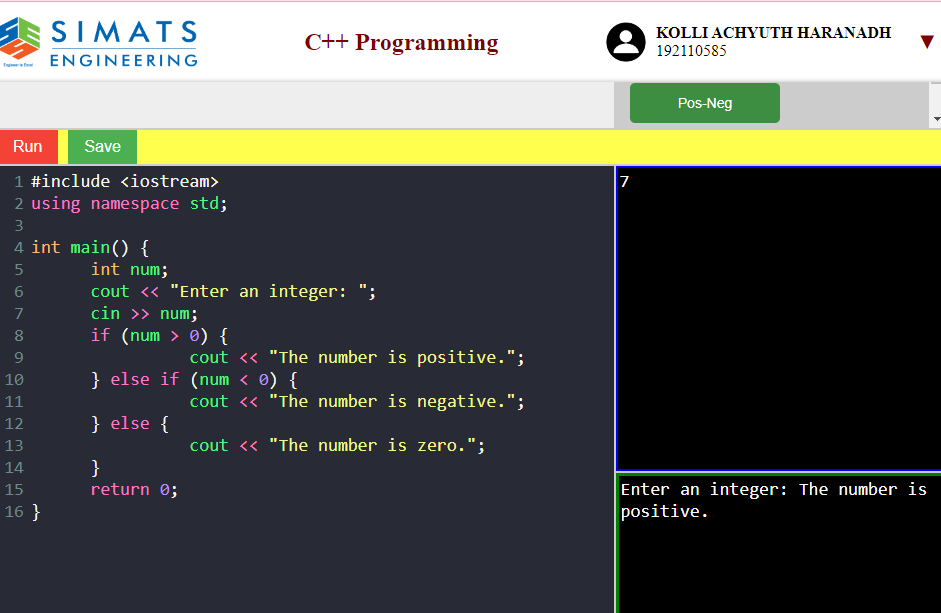 SIMATS
ENGINEERING
Engineer to Excel
C++ Programming
KOLLI ACHYUTH HARANADH
192110585
Pos-Neg
Run
Save
1 #include <iostream>
2 using namespace std;
3
4 int main() {
5 int num;
6 cout << "Enter an integer: ";
7 cin >> num;
8 if (num > 0) {
9 cout << "The number is positive.";
10 } else if (num < 0) {
11 cout << "The number is negative.";
12 } else {
13 cout << "The number is zero.";
14 }
15 return 0;
16 }
7
Enter an integer: The number is
positive.